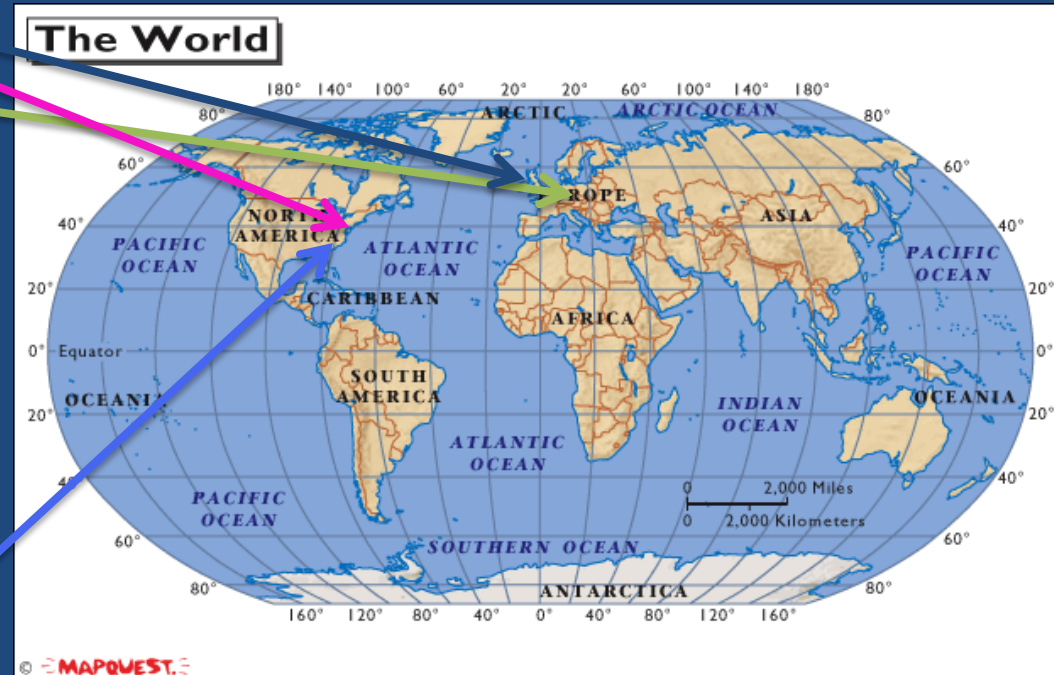 The World
180° 140° 100° 60° 20° 20° 60° 100° 140° 180°
ARCTIC
ARCTIC OCEAN
80°
80°
60°
60°
ROPE
NORT
AMERICA
ASIA
40°
40°
PACIFIC
OCEAN
ATLANTIC
OCEAN
PACIFIC
OCEAN
20°
20°
CARIBBEAN
AFRICA
0°
Equator
0°
SOUTH
AMERICA
OCEANIA
INDIAN
OCEAN
OCEANIA
20°
20°
ATLANTIC
OCEAN
40°
PACIFIC
OCEAN
0 2,000 Miles
0 2,000 Kilometers
60°
60°
SOUTHERN OCEAN
80°
80°
ANTARCTICA
160° 120° 80° 40° 0° 40° 80° 120° 160°
© MAPQUEST.